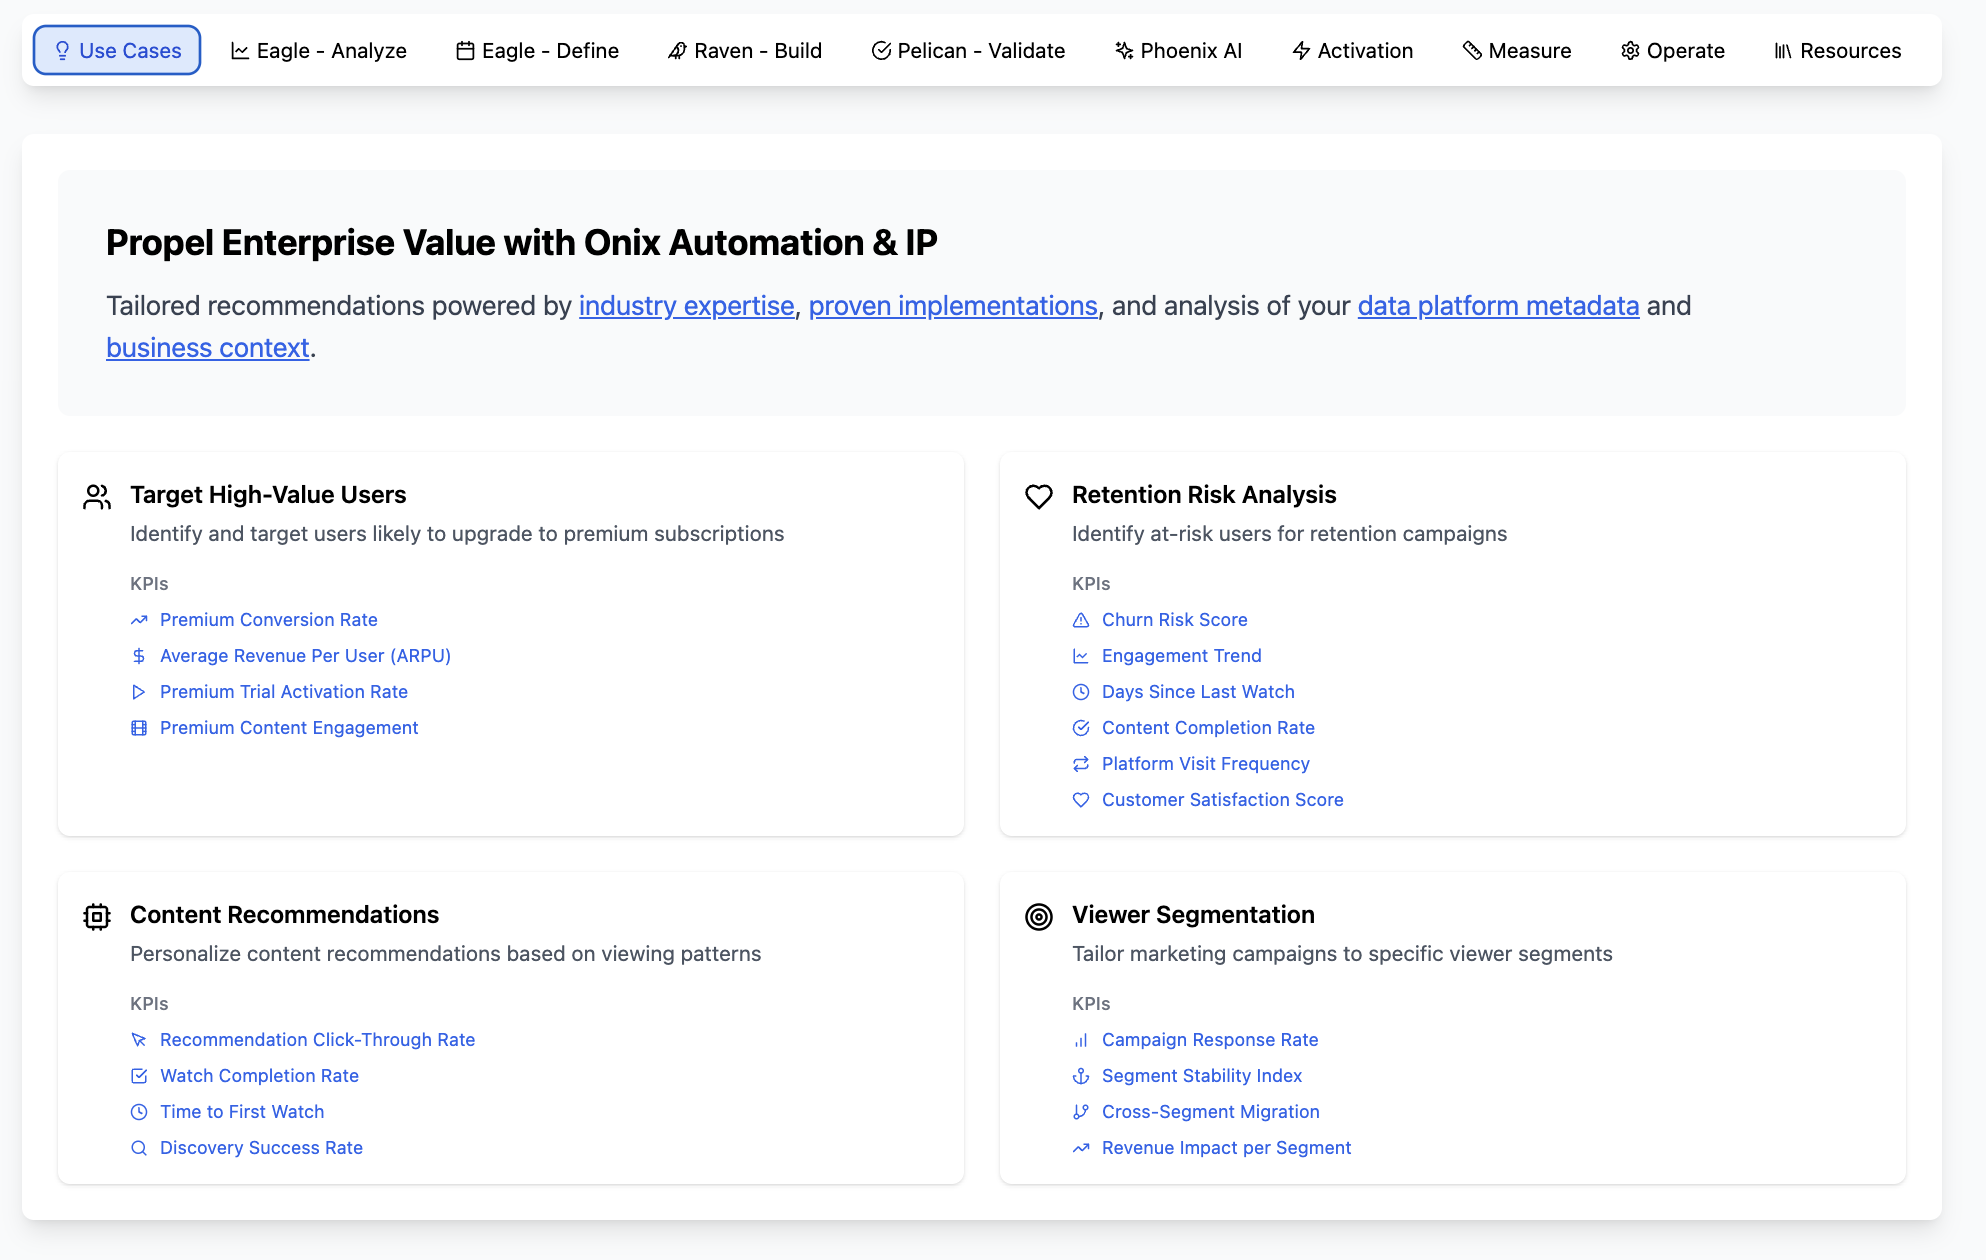 Use Cases
Eagle - Analyze
Eagle - Define
Raven - Build
Pelican - Validate
Phoenix AI
Activation
Measure
Operate
Resources
Propel Enterprise Value with Onix Automation & IP
Tailored recommendations powered by industry expertise, proven implementations, and analysis of your data platform metadata and
business context.
Target High-Value Users
Identify and target users likely to upgrade to premium subscriptions
KPIs
Premium Conversion Rate
Average Revenue Per User (ARPU)
Premium Trial Activation Rate
Premium Content Engagement
Retention Risk Analysis
Identify at-risk users for retention campaigns
KPIs
Churn Risk Score
Engagement Trend
Days Since Last Watch
Content Completion Rate
Platform Visit Frequency
Customer Satisfaction Score
Content Recommendations
Personalize content recommendations based on viewing patterns
KPIs
Recommendation Click-Through Rate
Watch Completion Rate
Time to First Watch
Discovery Success Rate
Viewer Segmentation
Tailor marketing campaigns to specific viewer segments
KPIs
Campaign Response Rate
Segment Stability Index
Cross-Segment Migration
Revenue Impact per Segment